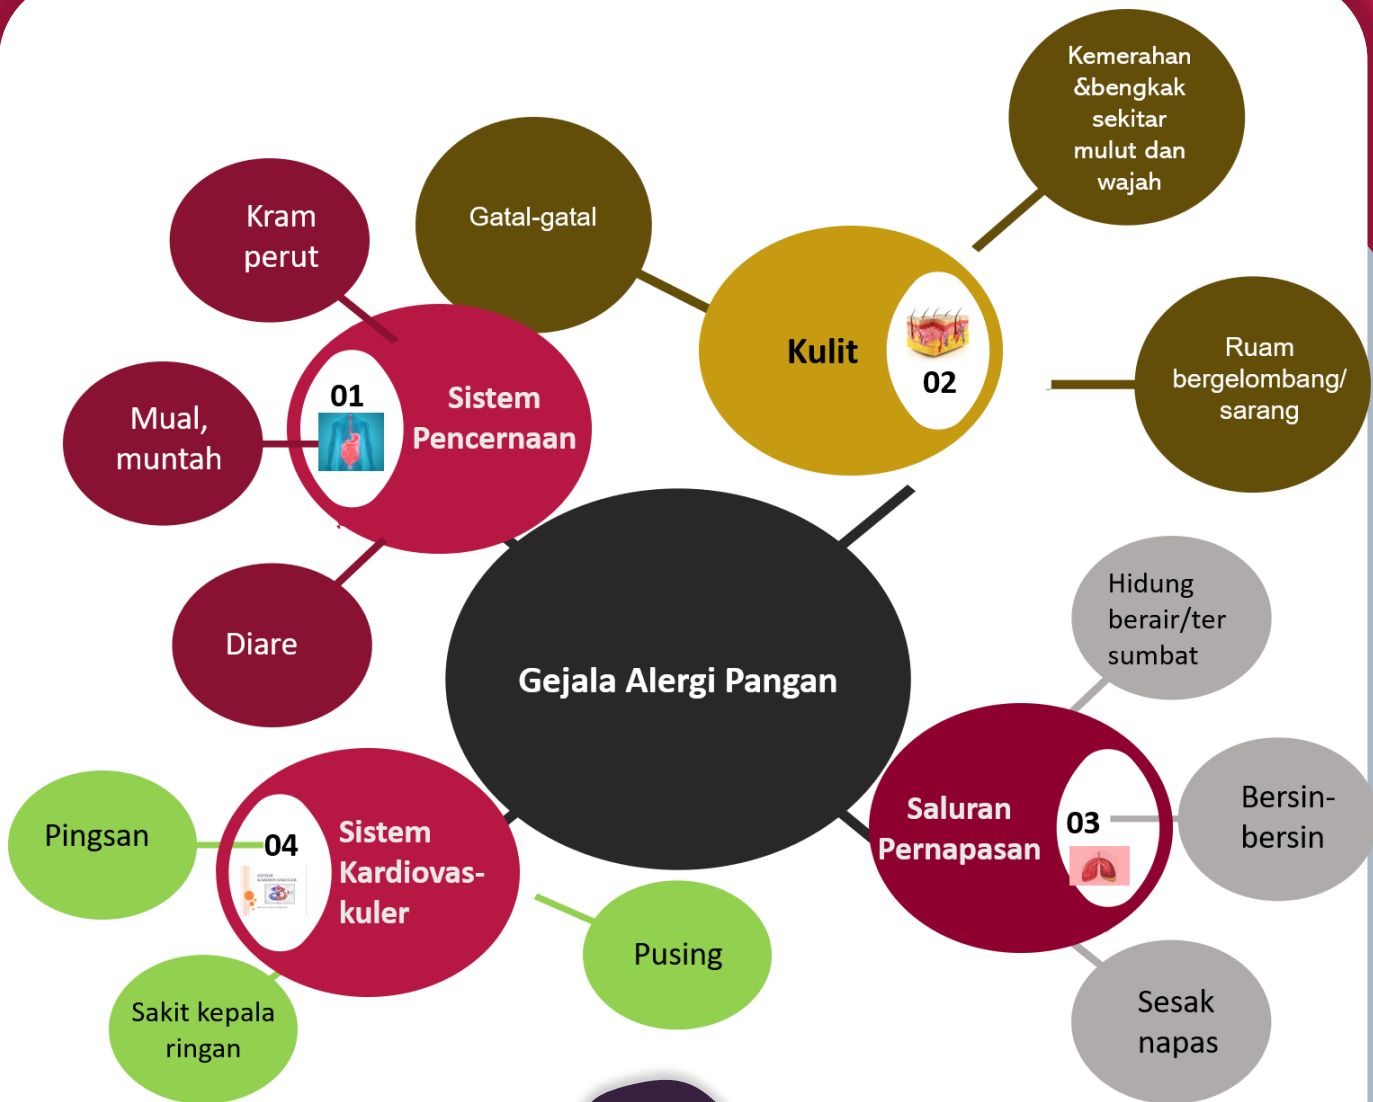 Kemerahan
&bengkak
sekitar
mulut dan
wajah
Kram
perut
Gatal-gatal
Kulit
02
Ruam
bergelombang/
sarang
01
Sistem
Pencernaan
Mual,
muntah
Diare
Gejala Alergi Pangan
Hidung
berair/ter
sumbat
Saluran
Pernapasan
03
Bersin-
bersin
Sesak
napas
Pingsan
04
SISTEM
KARDIOVASKULER
Sistem
Kardiovas-
kuler
Pusing
Sakit kepala
ringan